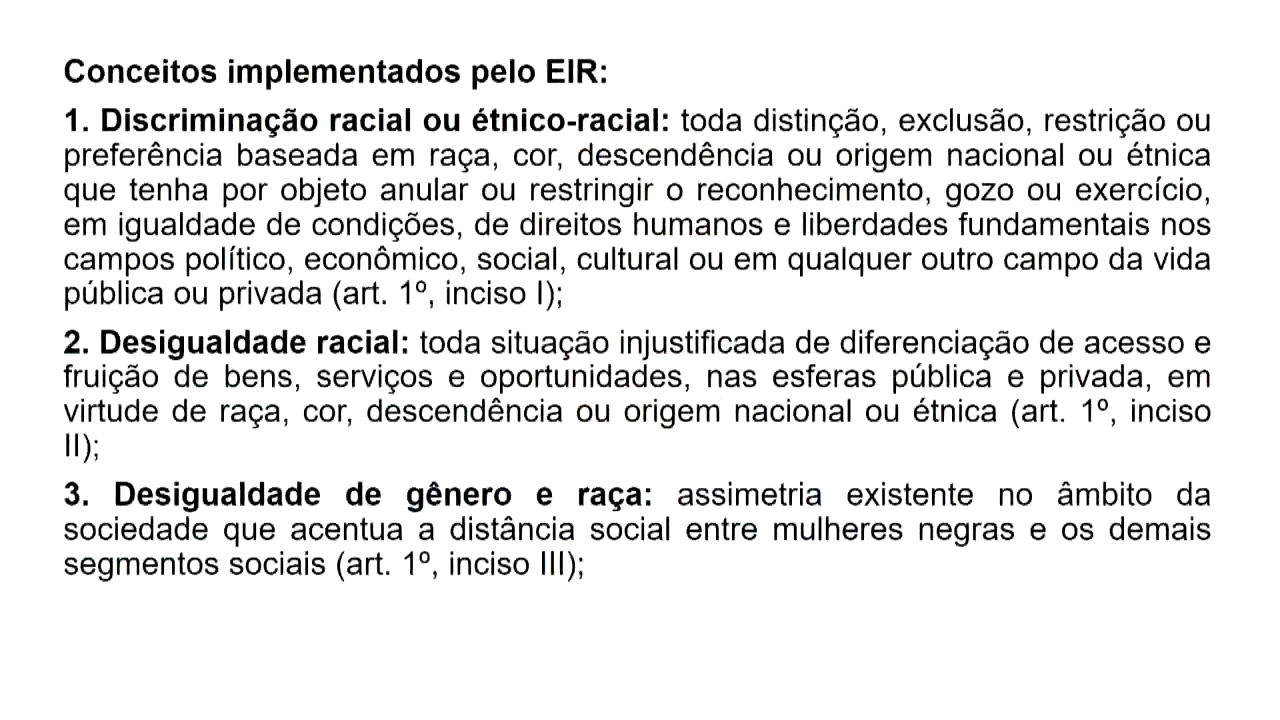 Conceitos implementados pelo EIR:
1. Discriminação racial ou étnico-racial: toda distinção, exclusão, restrição ou
preferência baseada em raça, cor, descendência ou origem nacional ou étnica
que tenha por objeto anular ou restringir o reconhecimento, gozo ou exercício,
em igualdade de condições, de direitos humanos e liberdades fundamentais nos
campos político, econômico, social, cultural ou em qualquer outro campo da vida
pública ou privada (art. 1º, inciso I);
2. Desigualdade racial: toda situação injustificada de diferenciação de acesso e
fruição de bens, serviços e oportunidades, nas esferas pública e privada, em
virtude de raça, cor, descendência ou origem nacional ou étnica (art. 1º, inciso
II);
3. Desigualdade de gênero e raça: assimetria existente no âmbito da
sociedade que acentua a distância social entre mulheres negras e os demais
segmentos sociais (art. 1º, inciso III);